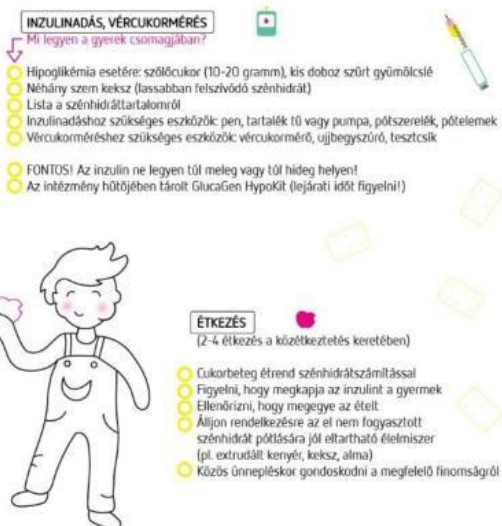 INZULINADÁS, VÉRCUKORMÉRÉS
Mi legyen a gyerek csomagjában?
Hipoglikémia esetére: szőlőcukor (10-20 gramm), kis doboz szűrt gyümölcslé
Néhány szem keksz (lassabban felszívódó szénhidrát)
Lista a szénhidráttartalomról
Inzulinadáshoz szükséges eszközök: pen, tartalék tű vagy pumpa, pótszerelék, pótelemek
Vércukorméréshez szükséges eszközök: vércukormérő, ujjbegyszúró, tesztcsík
FONTOS! Az inzulin ne legyen túl meleg vagy túl hideg helyen!
Az intézmény hűtőjében tárolt GlucaGen HypoKit (lejárati időt figyelni!)
ÉTKEZÉS
(2-4 étkezés a közétkeztetés keretében)
Cukorbeteg étrend szénhidrátszámítással
Figyelni, hogy megkapja az inzulint a gyermek
Ellenőrizni, hogy megegye az ételt
Álljon rendelkezésre az el nem fogyasztott
szénhidrát pótlására jól eltartható élelmiszer
(pl. extrudált kenyér, keksz, alma)
Közös ünnepléskor gondoskodni a megfelelő finomságról